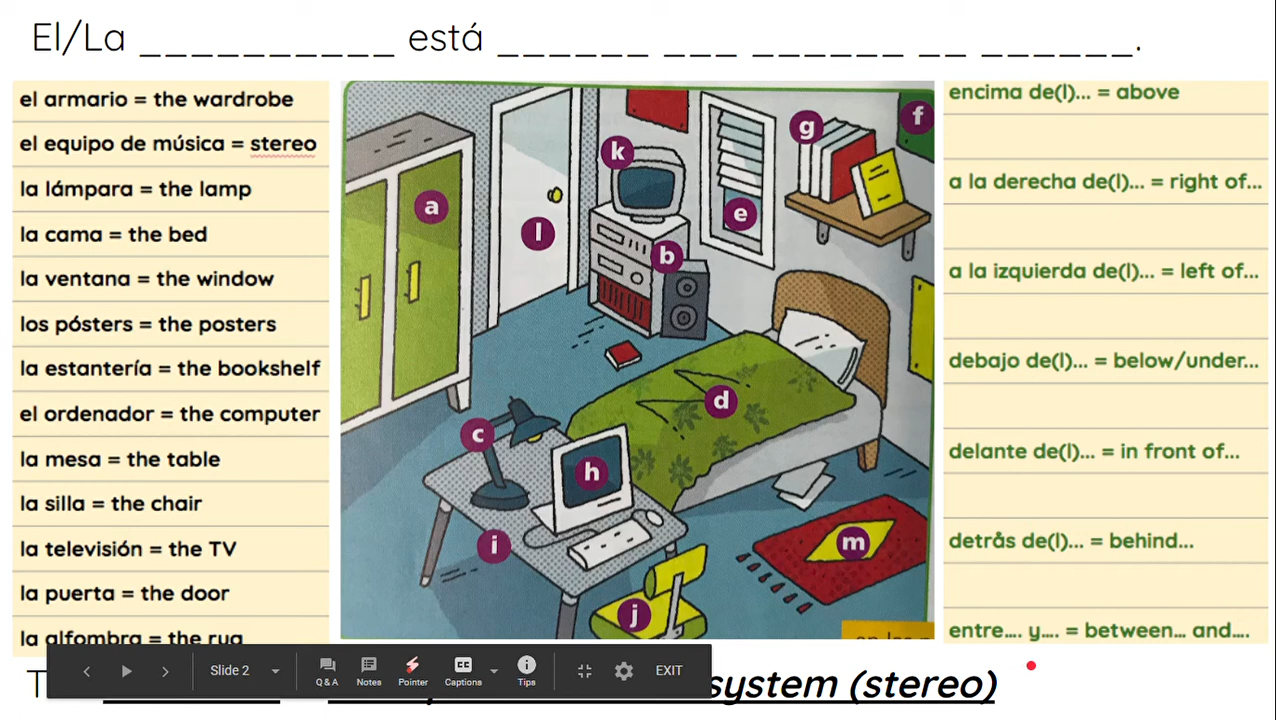 El/La __________ está ______ ___ ______ __ ______.
el armario = the wardrobe
el equipo de música = stereo
la lámpara = the lamp
la cama = the bed
la ventana = the window
los pósters = the posters
la estantería = the bookshelf
el ordenador = the computer
la mesa = the table
la silla = the chair
la televisión = the TV
la puerta = the door
la alfombra = the rug
a
l
k
b
e
g
f
c
h
d
i
j
m
encima de(l)... = above
a la derecha de(l)... = right of...
a la izquierda de(l)... = left of...
debajo de(l)... = below/under...
delante de(l)... = in front of...
detrås de(l)... = behind...
entre.... y.... = between... and....
system (stereo)
Slide 2
Q & A
Notes
Pointer
CC
Captions
Tips
EXIT